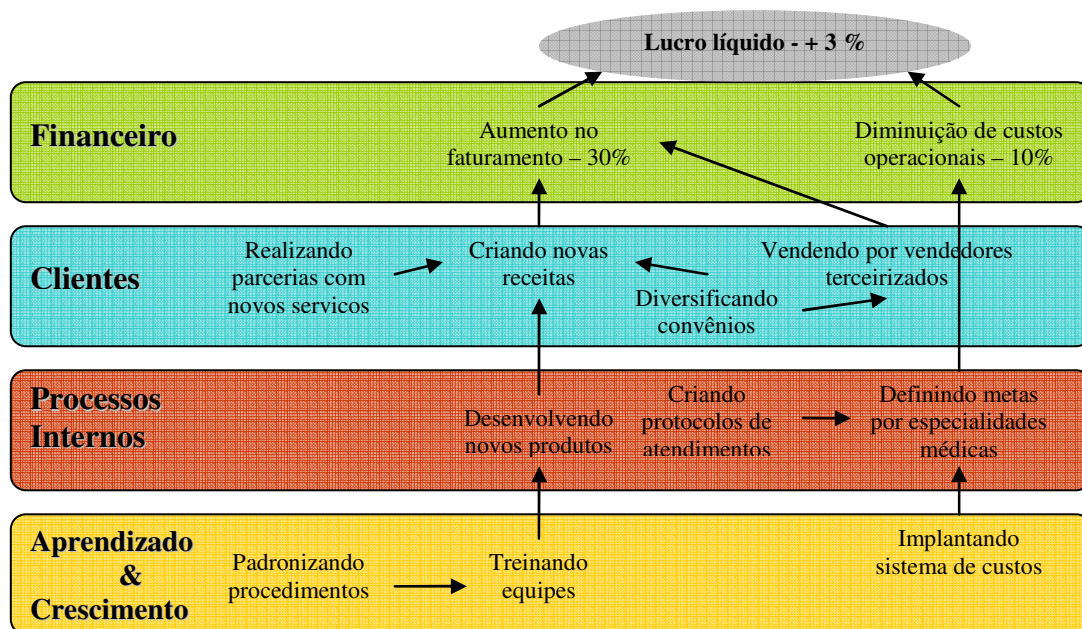 Lucro líquido - + 3 %
Financeiro
Aumento no
faturamento – 30%
Diminuição de custos
operacionais – 10%
Clientes
Realizando
parcerias com
novos servicos
Criando novas
receitas
Vendendo por vendedores
terceirizados
Diversificando
convênios
Processos
Internos
Desenvolvendo
novos produtos
Criando
protocolos de
atendimentos
Definindo metas
por especialidades
médicas
Aprendizado
&
Crescimento
Padronizando
procedimentos
Treinando
equipes
Implantando
sistema de custos